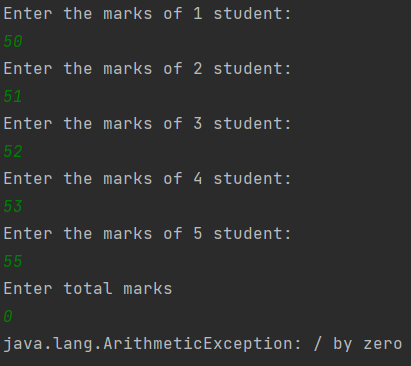 Enter the marks of 1 student:
50
Enter the marks of 2 student:
51
Enter the marks of 3 student:
52
Enter the marks of 4 student:
53
Enter the marks of 5 student:
55
Enter total marks
0
java.lang.ArithmeticException: / by zero